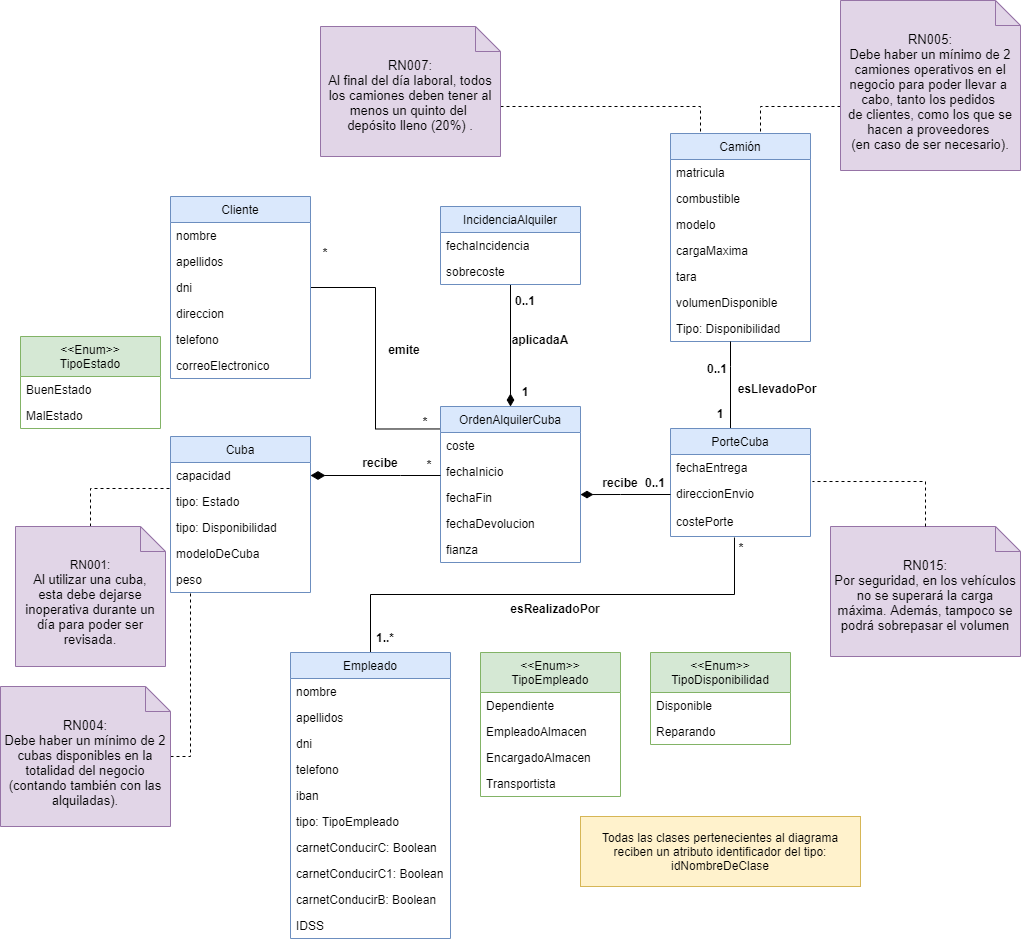 RN007:
Al final del día laboral, todos
los camiones deben tener al
menos un quinto del
depósito lleno (20%) .
RN005:
Debe haber un mínimo de 2
camiones operativos en el
negocio para poder llevar a
cabo, tanto los pedidos
de clientes, como los que se
hacen a proveedores
(en caso de ser necesario).
Camión
matricula
combustible
modelo
cargaMaxima
tara
volumenDisponible
Tipo: Disponibilidad
Cliente
nombre
apellidos
dni
direccion
telefono
correoElectronico
*
IncidenciaAlquiler
fechaIncidencia
sobrecoste
0..1
aplicadaA
1
emite
*
<<Enum>>
TipoEstado
BuenEstado
MalEstado
0..1
esLlevadoPor
1
Cuba
capacidad
tipo: Estado
tipo: Disponibilidad
modeloDeCuba
peso
recibe
*
OrdenAlquilerCuba
coste
fechaInicio
fechaFin
fechaDevolucion
fianza
recibe
0..1
PorteCuba
fechaEntrega
direccionEnvio
costePorte
*
RN001:
Al utilizar una cuba,
esta debe dejarse
inoperativa durante un
día para poder ser
revisada.
RN015:
Por seguridad, en los vehículos
no se superará la carga
máxima. Además, tampoco se
podrá sobrepasar el volumen
esRealizadoPor
1..*
RN004:
Debe haber un mínimo de 2
cubas disponibles en la
totalidad del negocio
(contando también con las
alquiladas).
Empleado
nombre
apellidos
dni
telefono
iban
tipo: TipoEmpleado
carnetConducirC: Boolean
carnetConducirC1: Boolean
carnetConducirB: Boolean
IDSS
<<Enum>>
TipoEmpleado
Dependiente
EmpleadoAlmacen
EncargadoAlmacen
Transportista
<<Enum>>
TipoDisponibilidad
Disponible
Reparando
Todas las clases pertenecientes al diagrama
reciben un atributo identificador del tipo:
idNombreDeClase